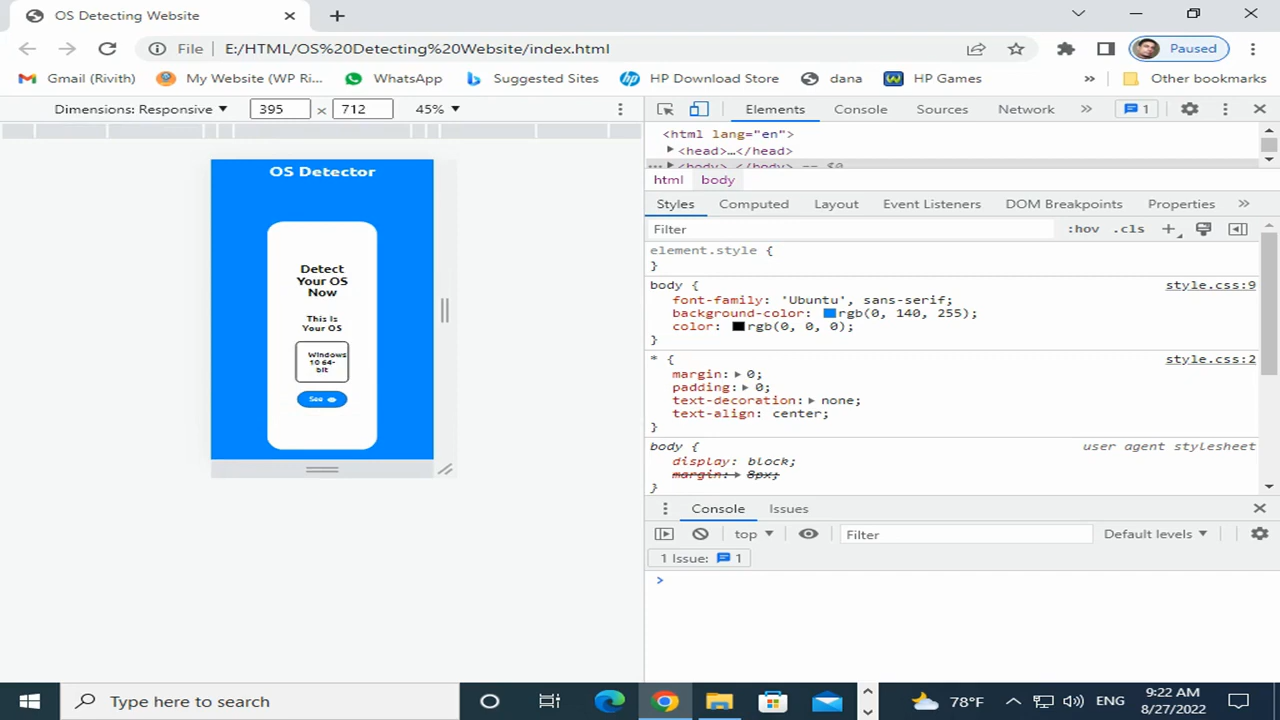 OS Detecting Website
File E:/HTML/OS%20Detecting%20Website/index.html Paused
Gmail (Rivith) My Website (WP Ri... WhatsApp Suggested Sites HP Download Store dana HP Games » Other bookmarks
Dimensions: Responsive 395 × 712 45%
Elements Console Sources Network » 1
<html lang="en">
<head>…</head>
<body> </body> == $0
html body
Styles Computed Layout Event Listeners DOM Breakpoints Properties »
Filter :hov .cls +
element.style {
}
body { style.css:9
font-family: 'Ubuntu', sans-serif;
background-color: rgb(0, 140, 255);
color: rgb(0, 0, 0);
}
* { style.css:2
margin: 0;
padding: 0;
text-decoration: none;
text-align: center;
}
body { user agent stylesheet
display: block;
margin: 8px;
}
OS Detector
Detect
Your OS
Now
This Is
Your OS
Windows
10 64-
bit
See
Console Issues
top Filter Default levels
1 Issue: 1
>
Type here to search
78°F ENG
9:22 AM
8/27/2022